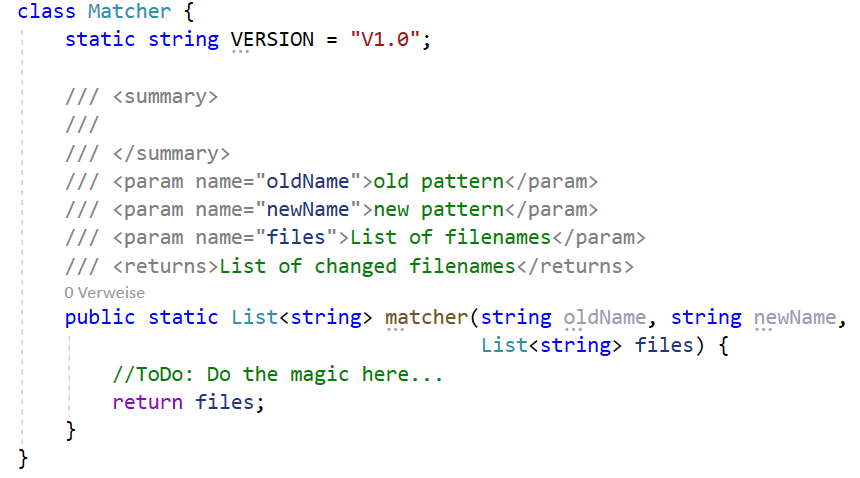 class Matcher {
static string VERSION = "V1.0";
/// <summary>
///
/// </summary>
/// <param name="oldName">old pattern</param>
/// <param name="newName">new pattern</param>
/// <param name="files">List of filenames</param>
/// <returns>List of changed filenames</returns>
0 Verweise
public static List<string> matcher(string oldName, string newName,
List<string> files) {
//ToDo: Do the magic here...
return files;
}
}